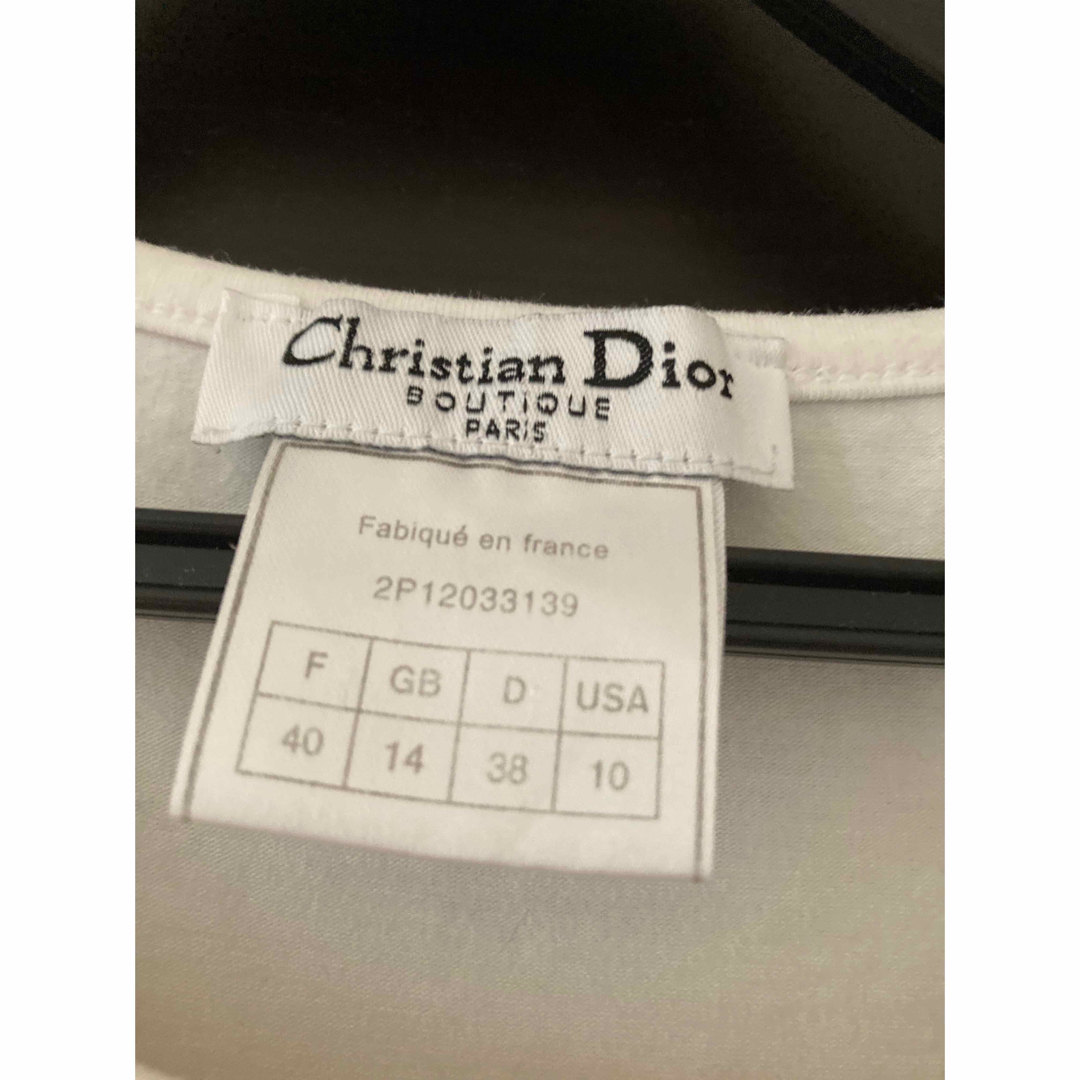 Christian Dior
BOUTIQUE
PARIS
Fabiqué en france
2P12033139
F GB D USA
40 14 38 10